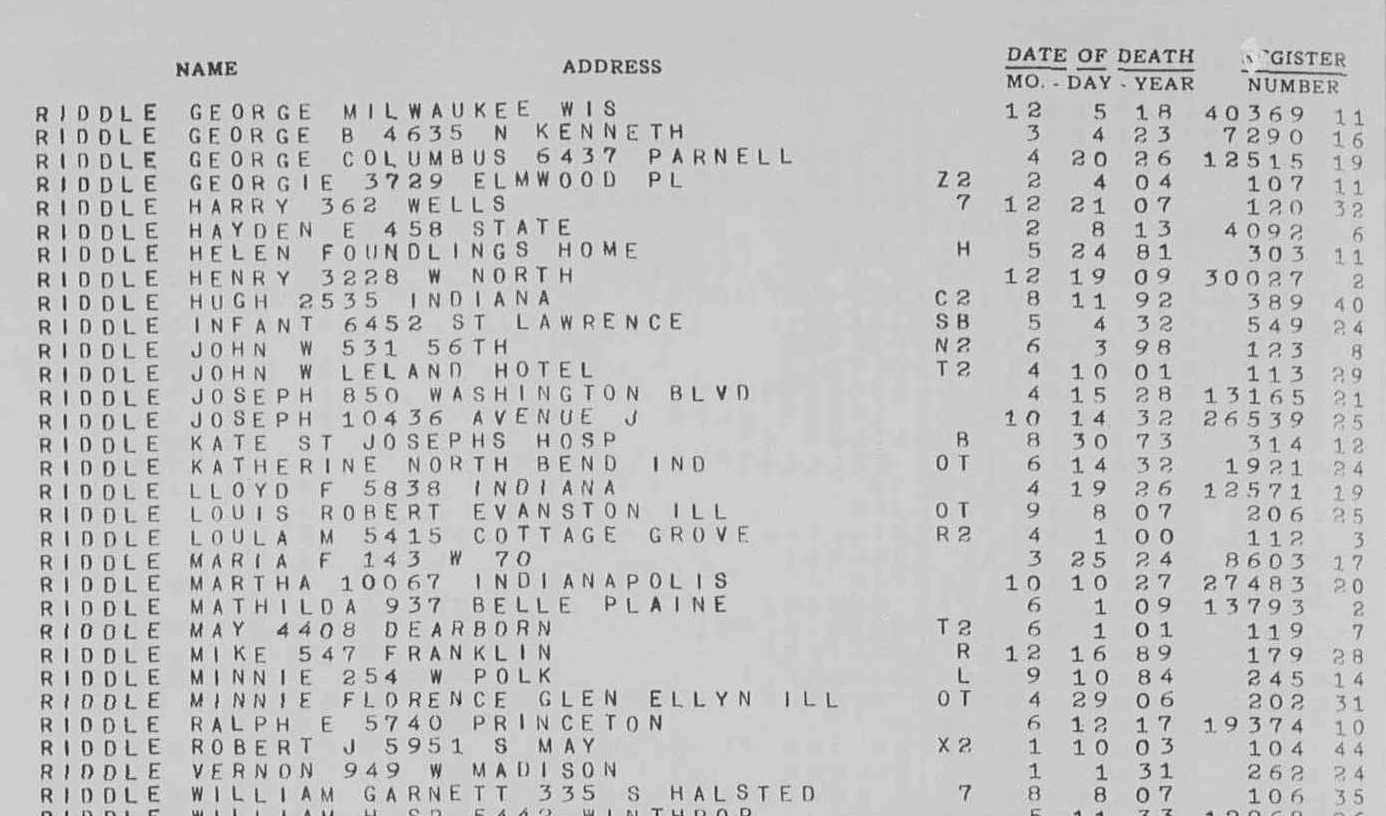 DATE OF DEATH GISTER
NAME ADDRESS MO. - DAY - YEAR NUMBER
RIDDLE GEORGE MILWAUKEE WIS 12 5 18 40369 11
RIDDLE GEORGE B 4635 N KENNETH 3 4 23 7290 16
RIDDLE GEORGE COLUMBUS 6437 PARNELL 4 20 26 12515 19
RIDDLE GEORGIE 3729 ELMWOOD PL Z2 2 4 04 107 11
RIDDLE HARRY 362 WELLS 7 12 21 07 120 32
RIDDLE HAYDEN E 458 STATE 2 8 13 4092 6
RIDDLE HELEN FOUNDLINGS HOME H 5 24 81 303 11
RIDDLE HENRY 3228 W NORTH 12 19 09 30027 2
RIDDLE HUGH 2535 INDIANA C2 8 11 92 389 40
RIDDLE INFANT 6452 ST LAWRENCE SB 5 4 32 549 24
RIDDLE JOHN W 531 56TH N2 6 3 98 123 8
RIDDLE JOHN W LELAND HOTEL T2 4 10 01 113 29
RIDDLE JOSEPH 850 WASHINGTON BLVD 4 15 28 13165 21
RIDDLE JOSEPH 10436 AVENUE J 10 14 32 26539 25
RIDDLE KATE ST JOSEPHS HOSP B 8 30 73 314 12
RIDDLE KATHERINE NORTH BEND IND OT 6 14 32 1921 24
RIDDLE LLOYD F 5838 INDIANA 4 19 26 12571 19
RIDDLE LOUIS ROBERT EVANSTON ILL OT 9 8 07 206 25
RIDDLE LOULA M 5415 COTTAGE GROVE R2 4 1 00 112 3
RIDDLE MARIA F 143 W 70 3 25 24 8603 17
RIDDLE MARTHA 10067 INDIANAPOLIS 10 10 27 27483 20
RIDDLE MATHILDA 937 BELLE PLAINE 6 1 09 13793 2
RIDDLE MAY 4408 DEARBORN T2 6 1 01 119 7
RIDDLE MIKE 547 FRANKLIN R 12 16 89 179 28
RIDDLE MINNIE 254 W POLK L 9 10 84 245 14
RIDDLE MINNIE FLORENCE GLEN ELLYN ILL OT 4 29 06 202 31
RIDDLE RALPH E 5740 PRINCETON 6 12 17 19374 10
RIDDLE ROBERT J 5951 S MAY X2 1 10 03 104 44
RIDDLE VERNON 949 W MADISON 1 1 31 262 24
RIDDLE WILLIAM GARNETT 335 S HALSTED 7 8 8 07 106 35
RIDDLE WILLIAM H SR 5442 WINTHROP 5 11 33